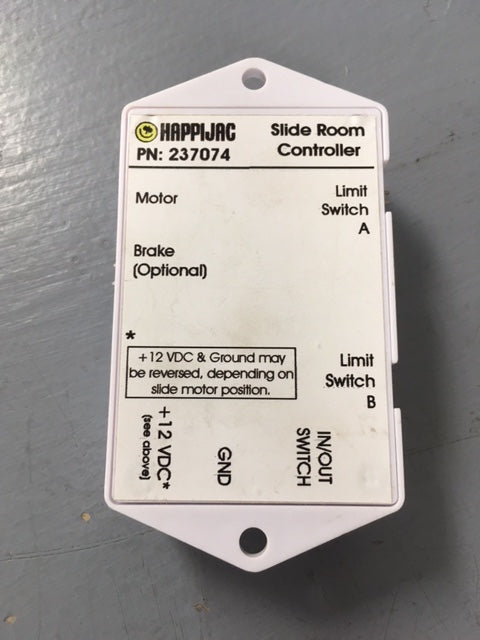 HAPPIJAC
PN: 237074
Slide Room
Controller
Motor
Limit
Switch
A
Brake
(Optional)
*
+12 VDC & Ground may
be reversed, depending on
slide motor position.
Limit
Switch
B
+12 VDC*
(see above)
GND
IN/OUT
SWITCH